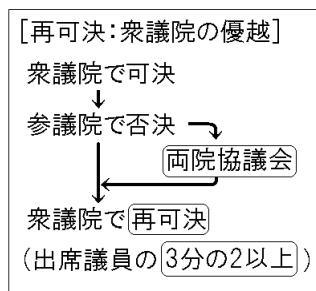 [再可決:衆議院の優越]
衆議院で可決
参議院で否決
両院協議会
衆議院で再可決
(出席議員の3分の2以上)